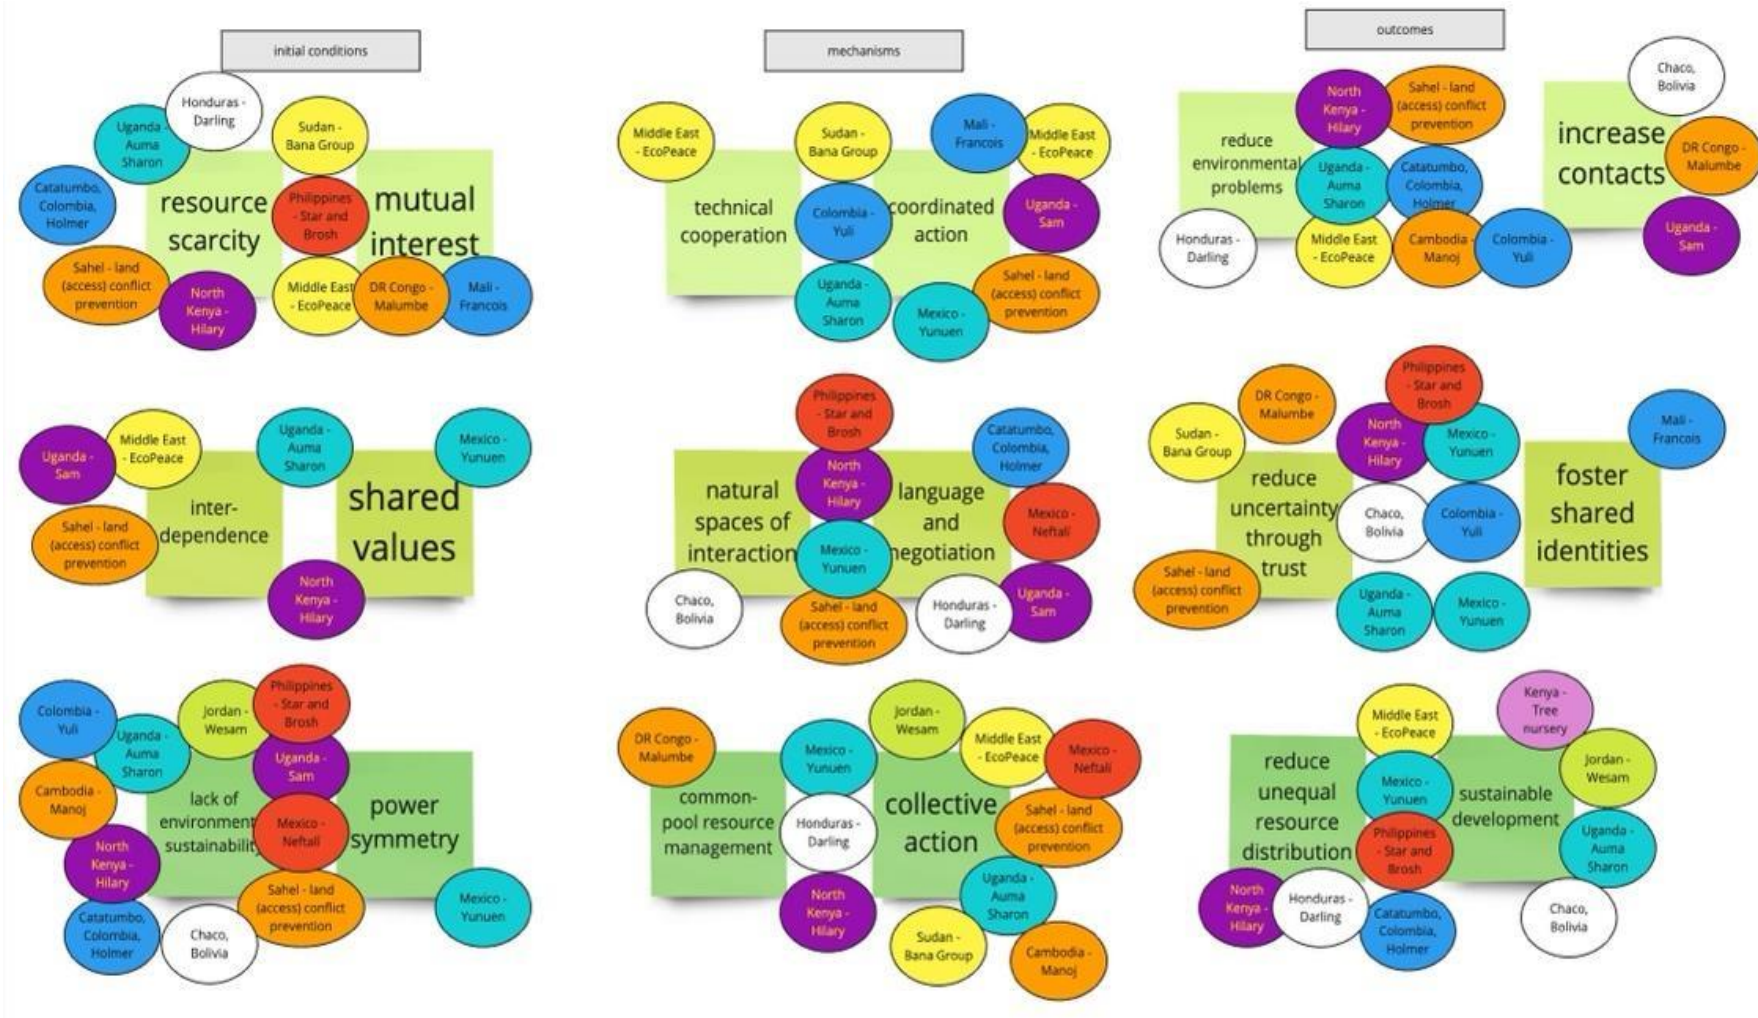 initial conditions
Honduras -
Darling
Uganda -
Auma
Sharon
Sudan -
Bana Group
Catatumbo,
Colombia,
Holmer
resource
scarcity
Philippines
- Star and
Brosh
mutual
interest
Sahel - land
(access) conflict
prevention
North
Kenya -
Hilary
Middle East
- EcoPeace
DR Congo -
Malumbe
Mali -
Francois
Uganda -
Sam
Middle East
- EcoPeace
Uganda -
Auma
Sharon
Mexico -
Yunuen
inter-
dependence
shared
values
Sahel - land
(access) conflict
prevention
North
Kenya -
Hilary
Colombia -
Yuli
Uganda -
Auma
Sharon
Jordan -
Wesam
Philippines
- Star and
Brosh
Uganda -
Sam
Cambodia -
Manoj
lack of
environment
sustainability
Mexico -
Neftalí
power
symmetry
North
Kenya -
Hilary
Catatumbo,
Colombia,
Holmer
Chaco,
Bolivia
Sahel - land
(access) conflict
prevention
Mexico -
Yunuen
mechanisms
Middle East
- EcoPeace
Sudan -
Bana Group
Mali -
Francois
Middle East
- EcoPeace
technical
cooperation
Colombia -
Yuli
coordinated
action
Uganda -
Sam
Uganda -
Auma
Sharon
Mexico -
Yunuen
Sahel - land
(access) conflict
prevention
Philippines
- Star and
Brosh
North
Kenya -
Hilary
Catatumbo,
Colombia,
Holmer
natural
spaces of
interaction
language
and
negotiation
Mexico -
Neftalí
Mexico -
Yunuen
Chaco,
Bolivia
Sahel - land
(access) conflict
prevention
Honduras -
Darling
Uganda -
Sam
DR Congo -
Malumbe
Mexico -
Yunuen
Jordan -
Wesam
Middle East
- EcoPeace
Mexico -
Neftalí
common-
pool resource
management
Honduras -
Darling
collective
action
Sahel - land
(access) conflict
prevention
North
Kenya -
Hilary
Uganda -
Auma
Sharon
Sudan -
Bana Group
Cambodia -
Manoj
outcomes
North
Kenya -
Hilary
Sahel - land
(access) conflict
prevention
Chaco,
Bolivia
reduce
environmental
problems
Uganda -
Auma
Sharon
Catatumbo,
Colombia,
Holmer
increase
contacts
DR Congo -
Malumbe
Honduras -
Darling
Middle East
- EcoPeace
Cambodia -
Manoj
Colombia -
Yuli
Uganda -
Sam
Philippines
- Star and
Brosh
DR Congo -
Malumbe
Sudan -
Bana Group
North
Kenya -
Hilary
Mexico -
Yunuen
Mali -
Francois
reduce
uncertainty
through
trust
Chaco,
Bolivia
Colombia -
Yuli
foster
shared
identities
Sahel - land
(access) conflict
prevention
Uganda -
Auma
Sharon
Mexico -
Yunuen
Middle East
- EcoPeace
Kenya -
Tree
nursery
Jordan -
Wesam
reduce
unequal
resource
distribution
Mexico -
Yunuen
sustainable
development
Philippines
- Star and
Brosh
Uganda -
Auma
Sharon
North
Kenya -
Hilary
Honduras -
Darling
Catatumbo,
Colombia,
Holmer
Chaco,
Bolivia